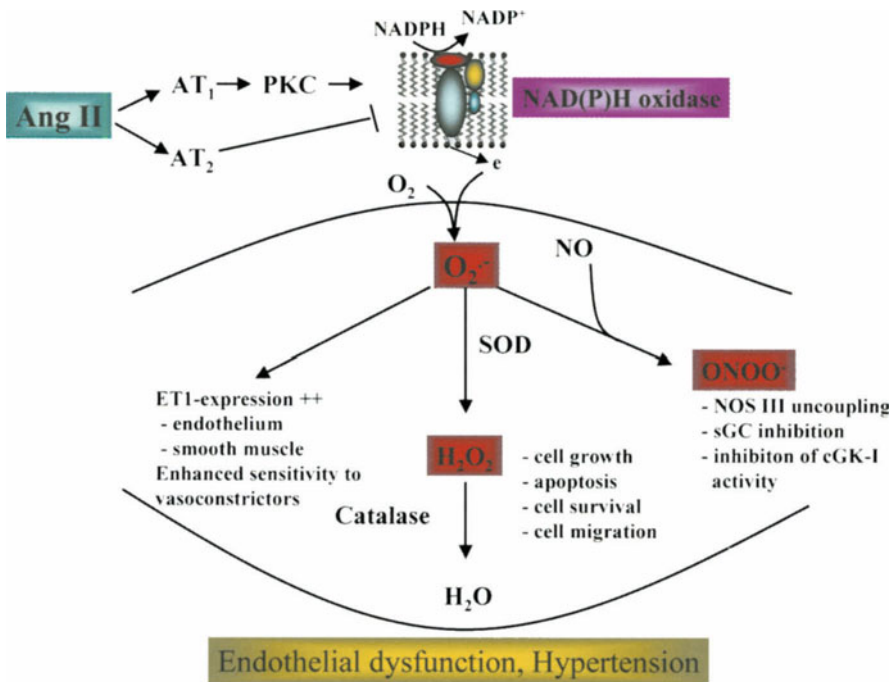 NADPH NADP⁺
Ang II
AT₁ PKC
NAD(P)H oxidase
AT₂
e
O₂
O₂·-
NO
SOD
ONOO-
ET1-expression ++
- endothelium
- smooth muscle
Enhanced sensitivity to
vasoconstrictors
- NOS III uncoupling
- sGC inhibition
- inhibiton of cGK-I
activity
H₂O₂
- cell growth
- apoptosis
- cell survival
- cell migration
Catalase
H₂O
Endothelial dysfunction, Hypertension